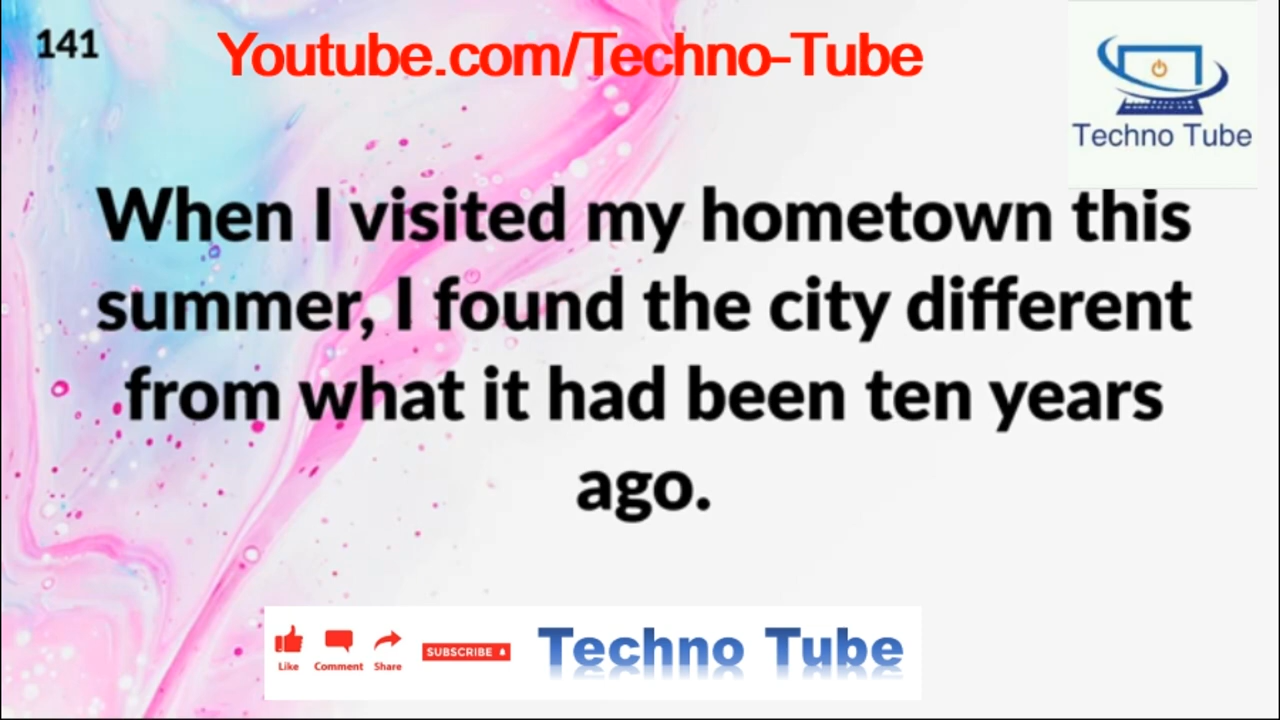 141
Youtube.com/Techno-Tube
Techno Tube
When I visited my hometown this
summer, I found the city different
from what it had been ten years
ago.
Like Comment Share SUBSCRIBE Techno Tube